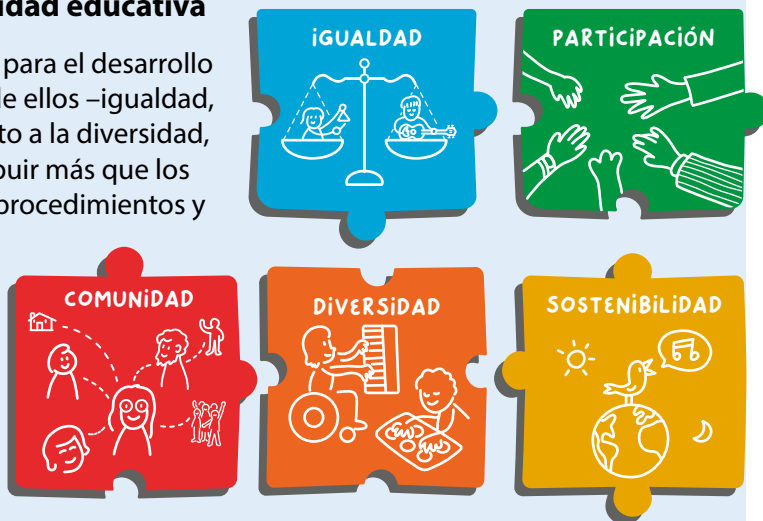 idad educativa
para el desarrollo
de ellos –igualdad,
to a la diversidad,
buir más que los
procedimientos y
iGUALDAD
PARTiCiPACiÓN
COMUNiDAD
DiVERSiDAD
SOSTENiBiLiDAD